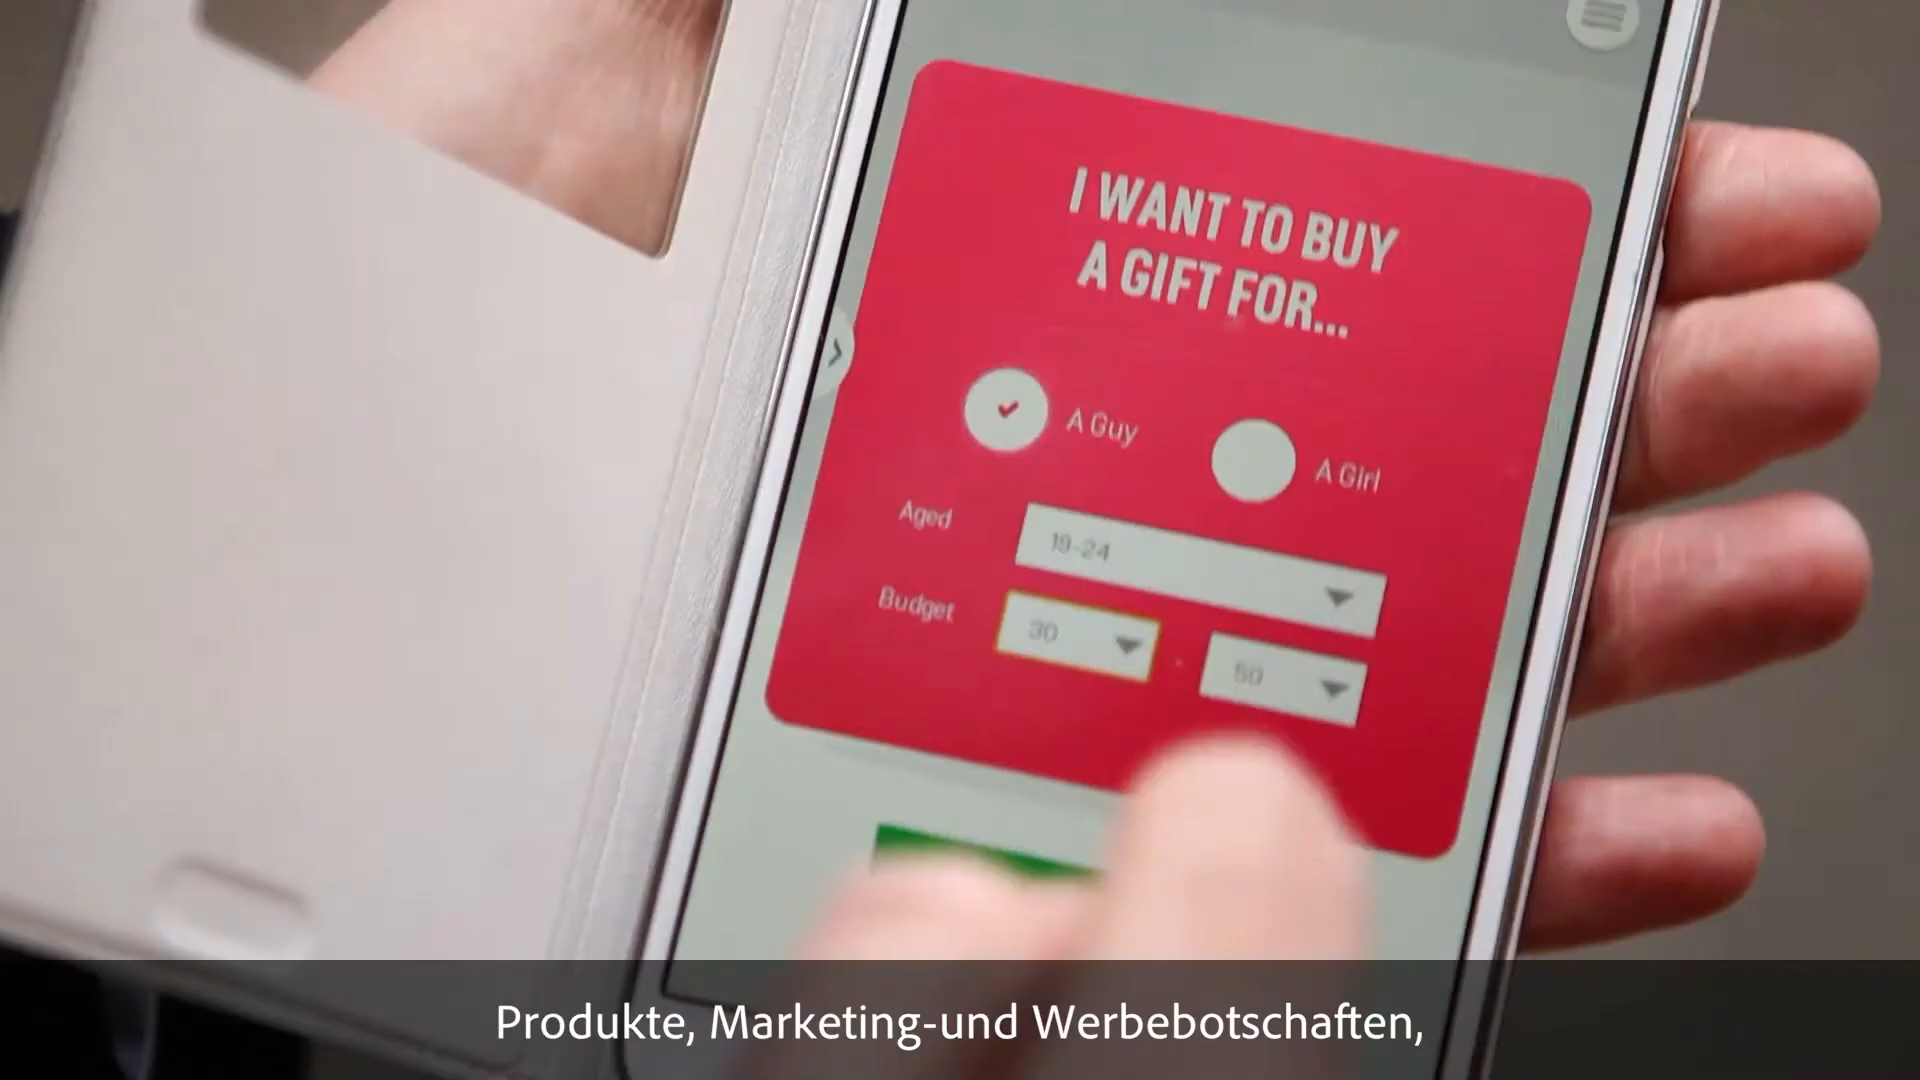 I WANT TO BUY
A GIFT FOR...
A Guy
A Girl
Aged
19-24
Budget
30 - 50
Produkte, Marketing-und Werbebotschaften,